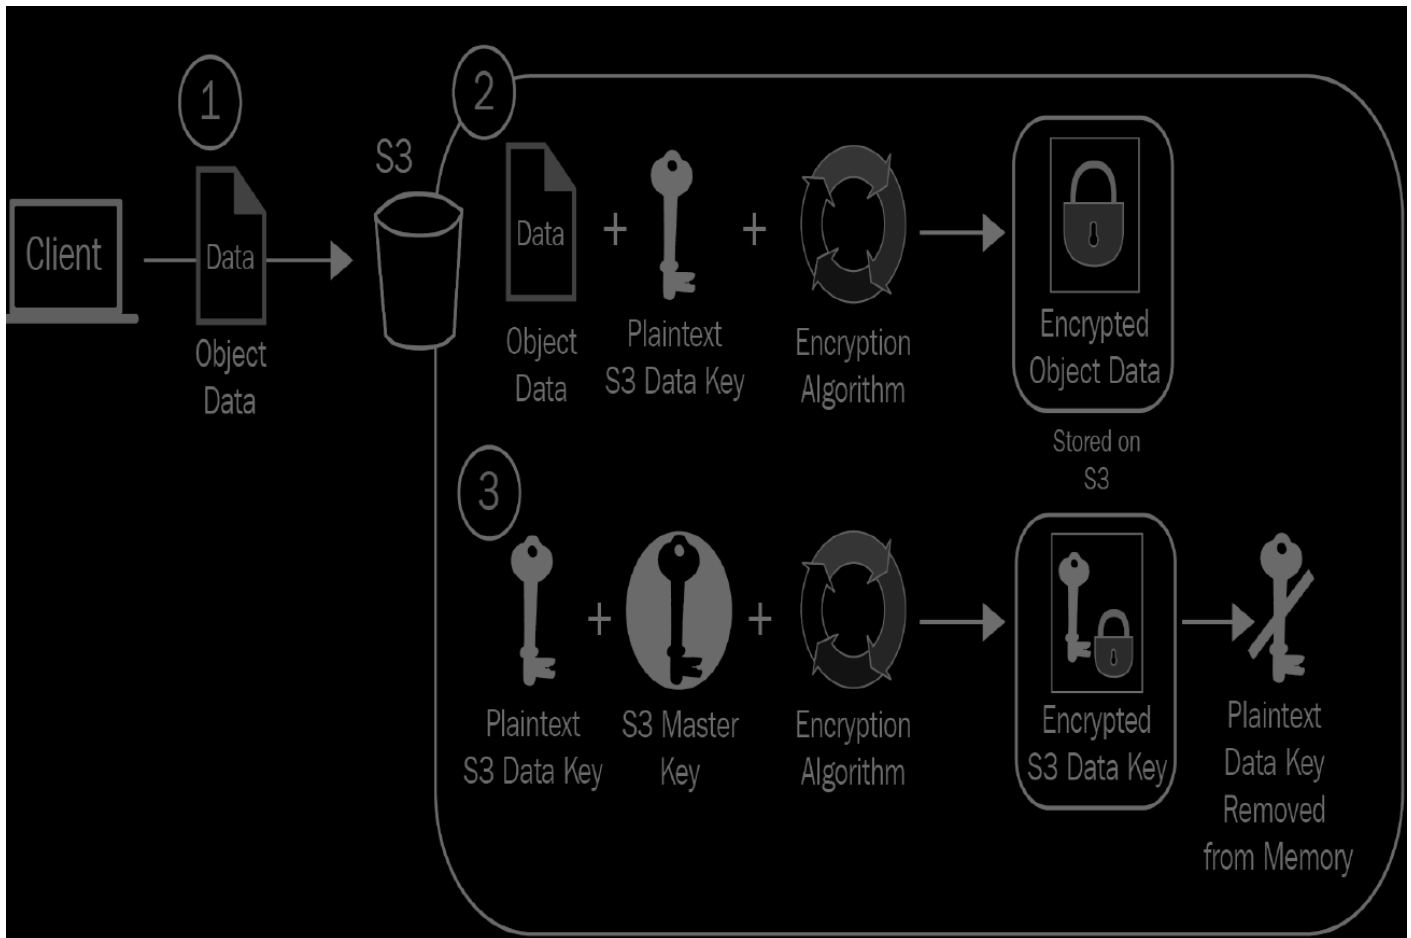 1
2
S3
Client
Data
Object
Data
Data
Object
Data
+
Plaintext
S3 Data Key
+
Encryption
Algorithm
Encrypted
Object Data
Stored on
S3
3
Plaintext
S3 Data Key
+
S3 Master
Key
+
Encryption
Algorithm
Encrypted
S3 Data Key
Plaintext
Data Key
Removed
from Memory